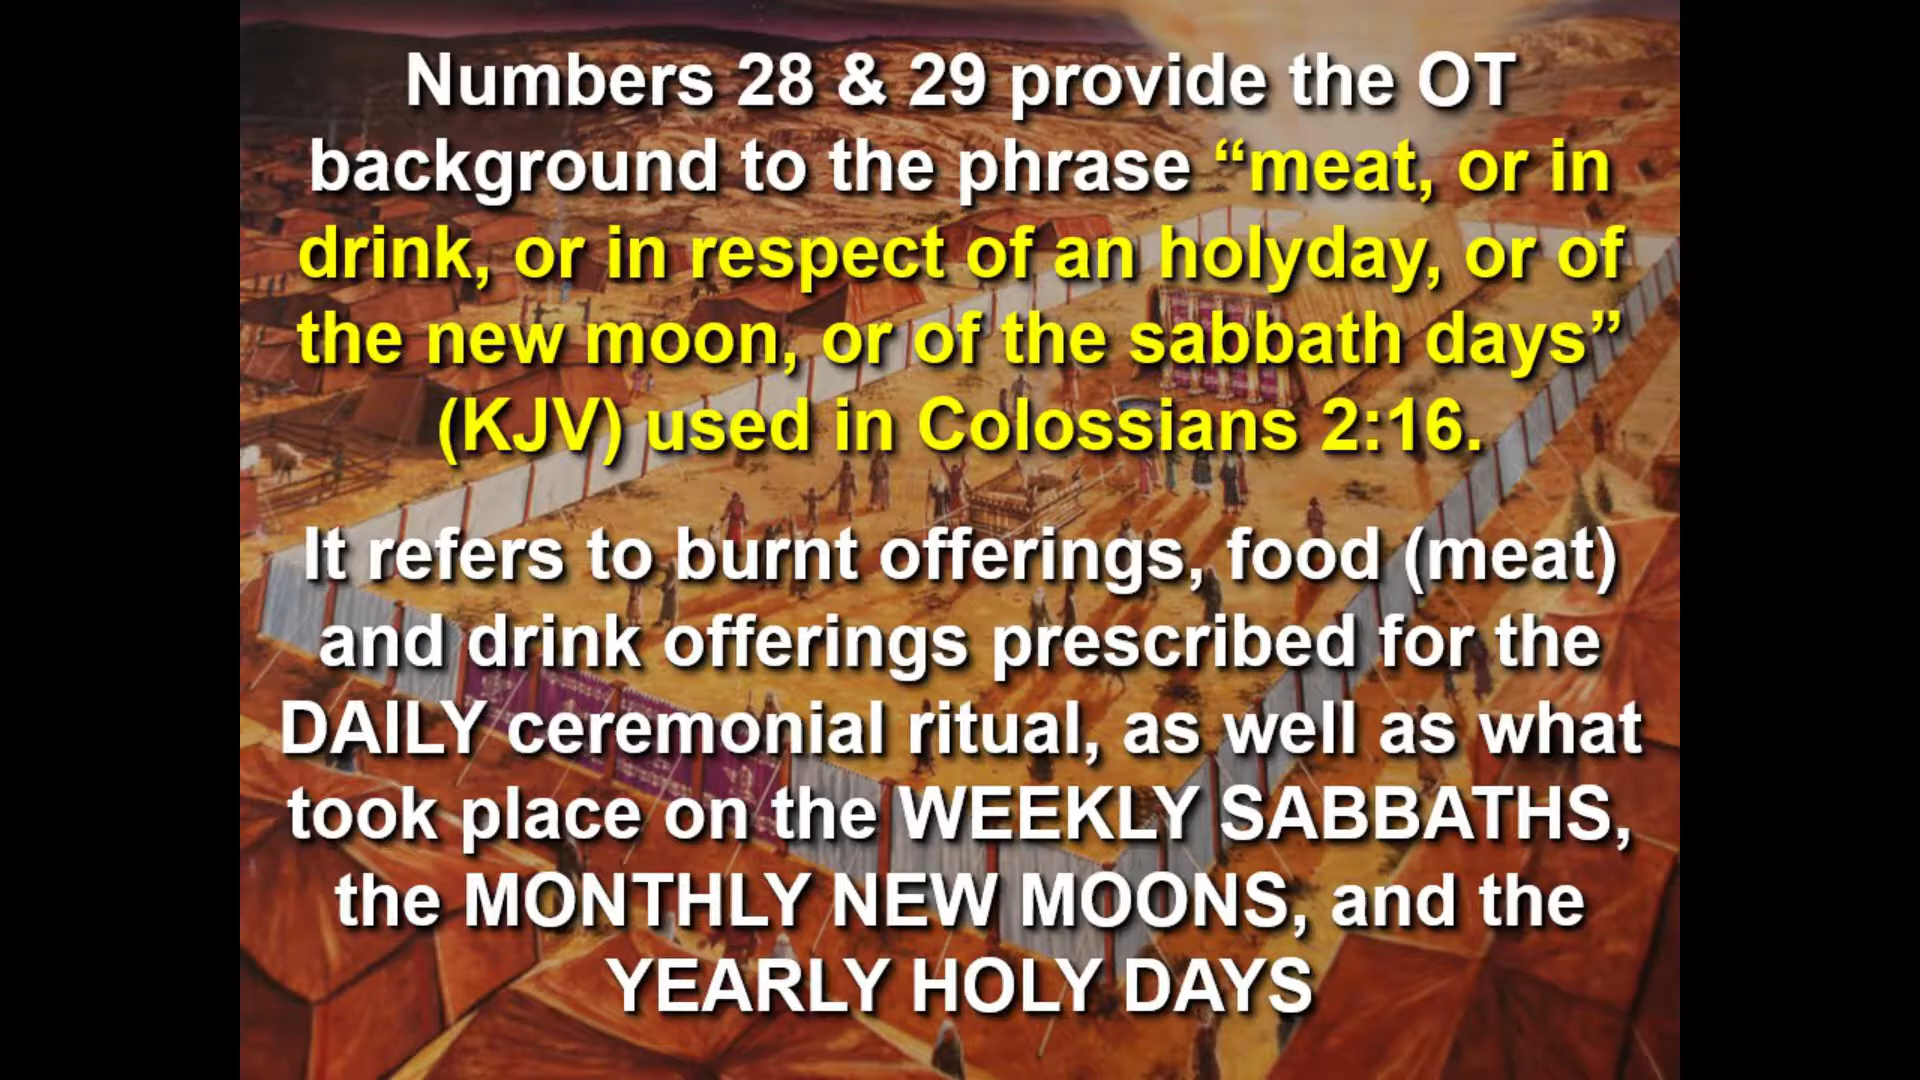 Numbers 28 & 29 provide the OT
background to the phrase “meat, or in
drink, or in respect of an holyday, or of
the new moon, or of the sabbath days”
(KJV) used in Colossians 2:16.
It refers to burnt offerings, food (meat)
and drink offerings prescribed for the
DAILY ceremonial ritual, as well as what
took place on the WEEKLY SABBATHS,
the MONTHLY NEW MOONS, and the
YEARLY HOLY DAYS